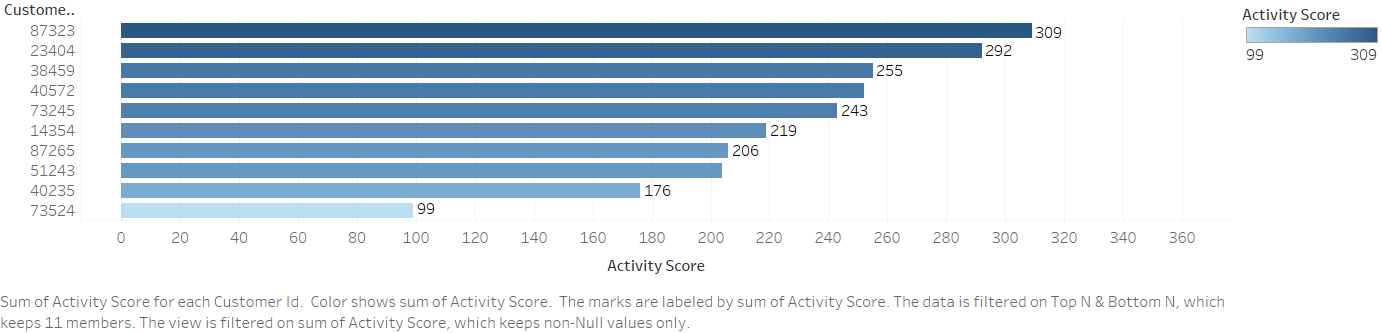 Custome..
87323 309
23404 292
38459 255
40572
73245 243
14354 219
87265 206
51243
40235 176
73524 99
0 20 40 60 80 100 120 140 160 180 200 220 240 260 280 300 320 340 360
Activity Score
Activity Score
99 309
Sum of Activity Score for each Customer Id.  Color shows sum of Activity Score.  The marks are labeled by sum of Activity Score. The data is filtered on Top N & Bottom N, which
keeps 11 members. The view is filtered on sum of Activity Score, which keeps non-Null values only.